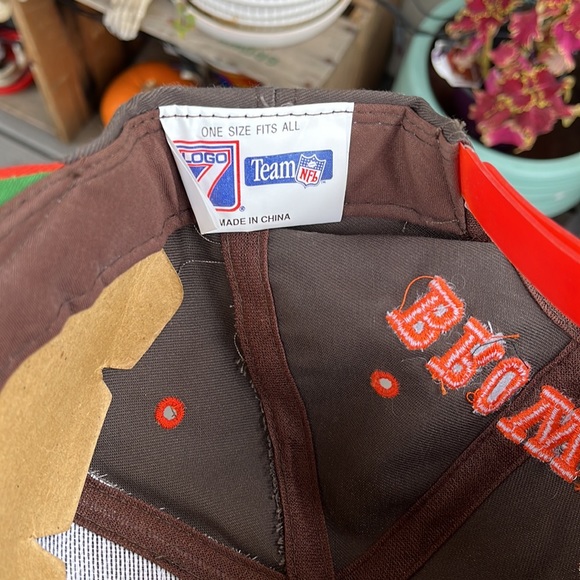 ONE SIZE FITS ALL
LOGO
7
Team NFL
MADE IN CHINA